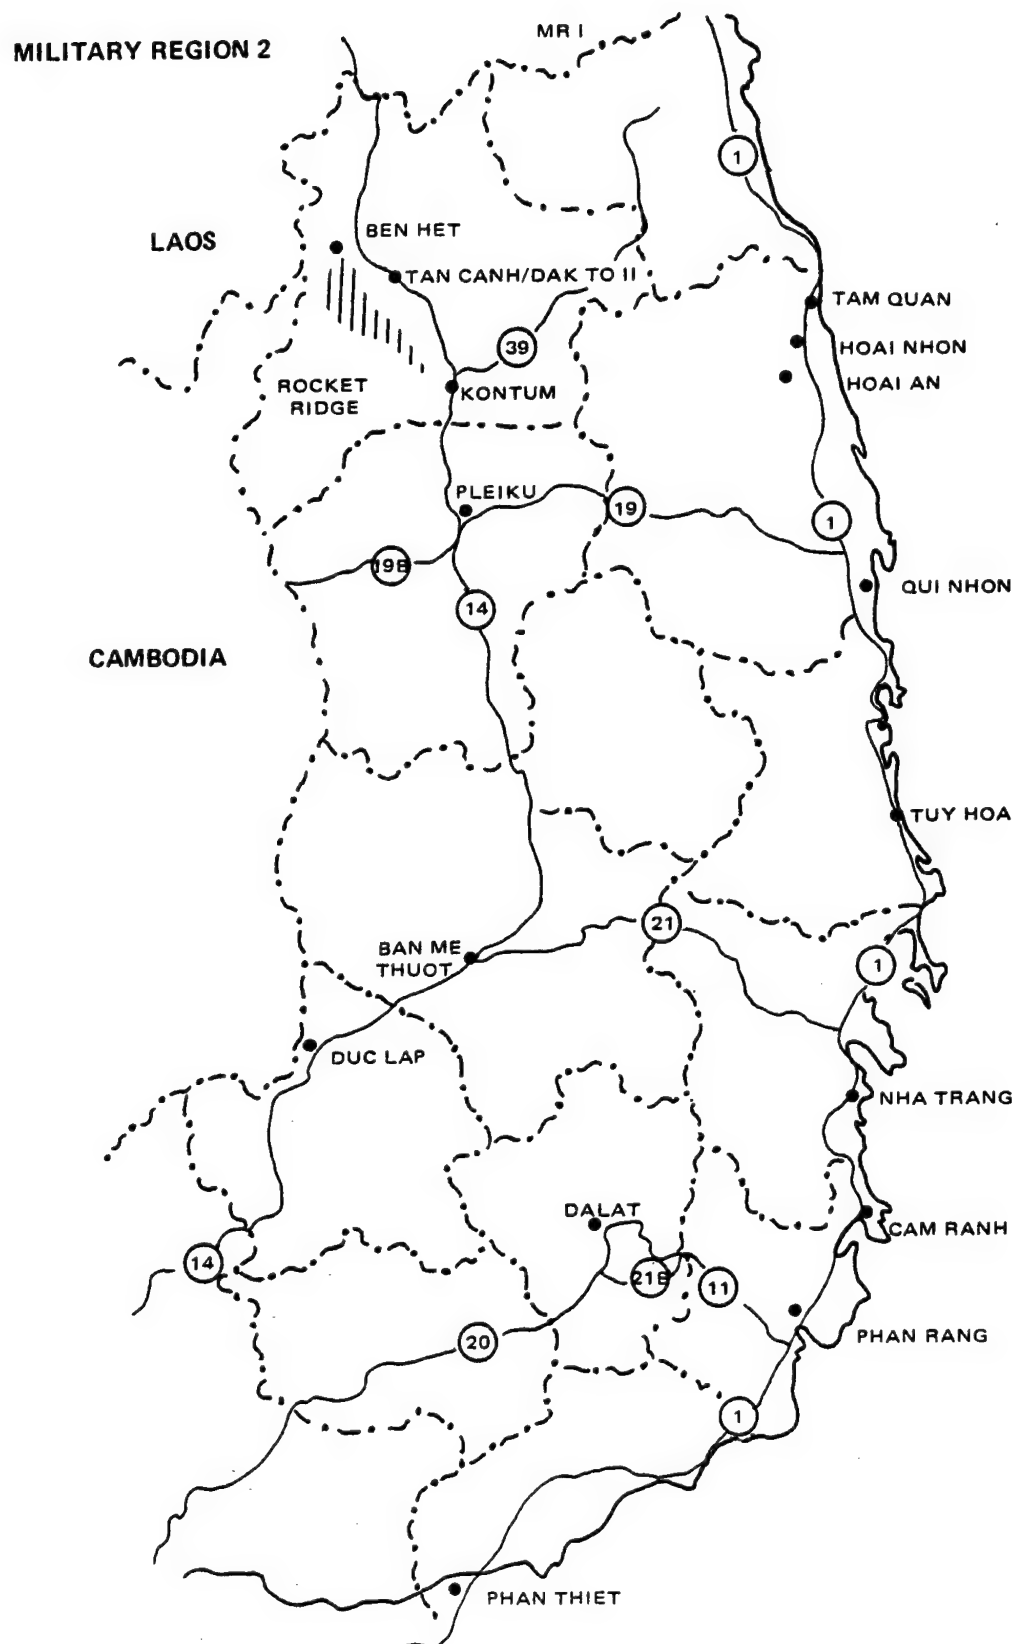 MR I
MILITARY REGION 2
1
BEN HET
LAOS
TAN CANH/DAK TO II
TAM QUAN
39
HOAI NHON
ROCKET
RIDGE
KONTUM
HOAI AN
PLEIKU
19
1
19B
QUI NHON
14
CAMBODIA
TUY HOA
21
BAN ME
THUOT
1
DUC LAP
NHA TRANG
DALAT
CAM RANH
14
21B
11
20
PHAN RANG
1
PHAN THIET